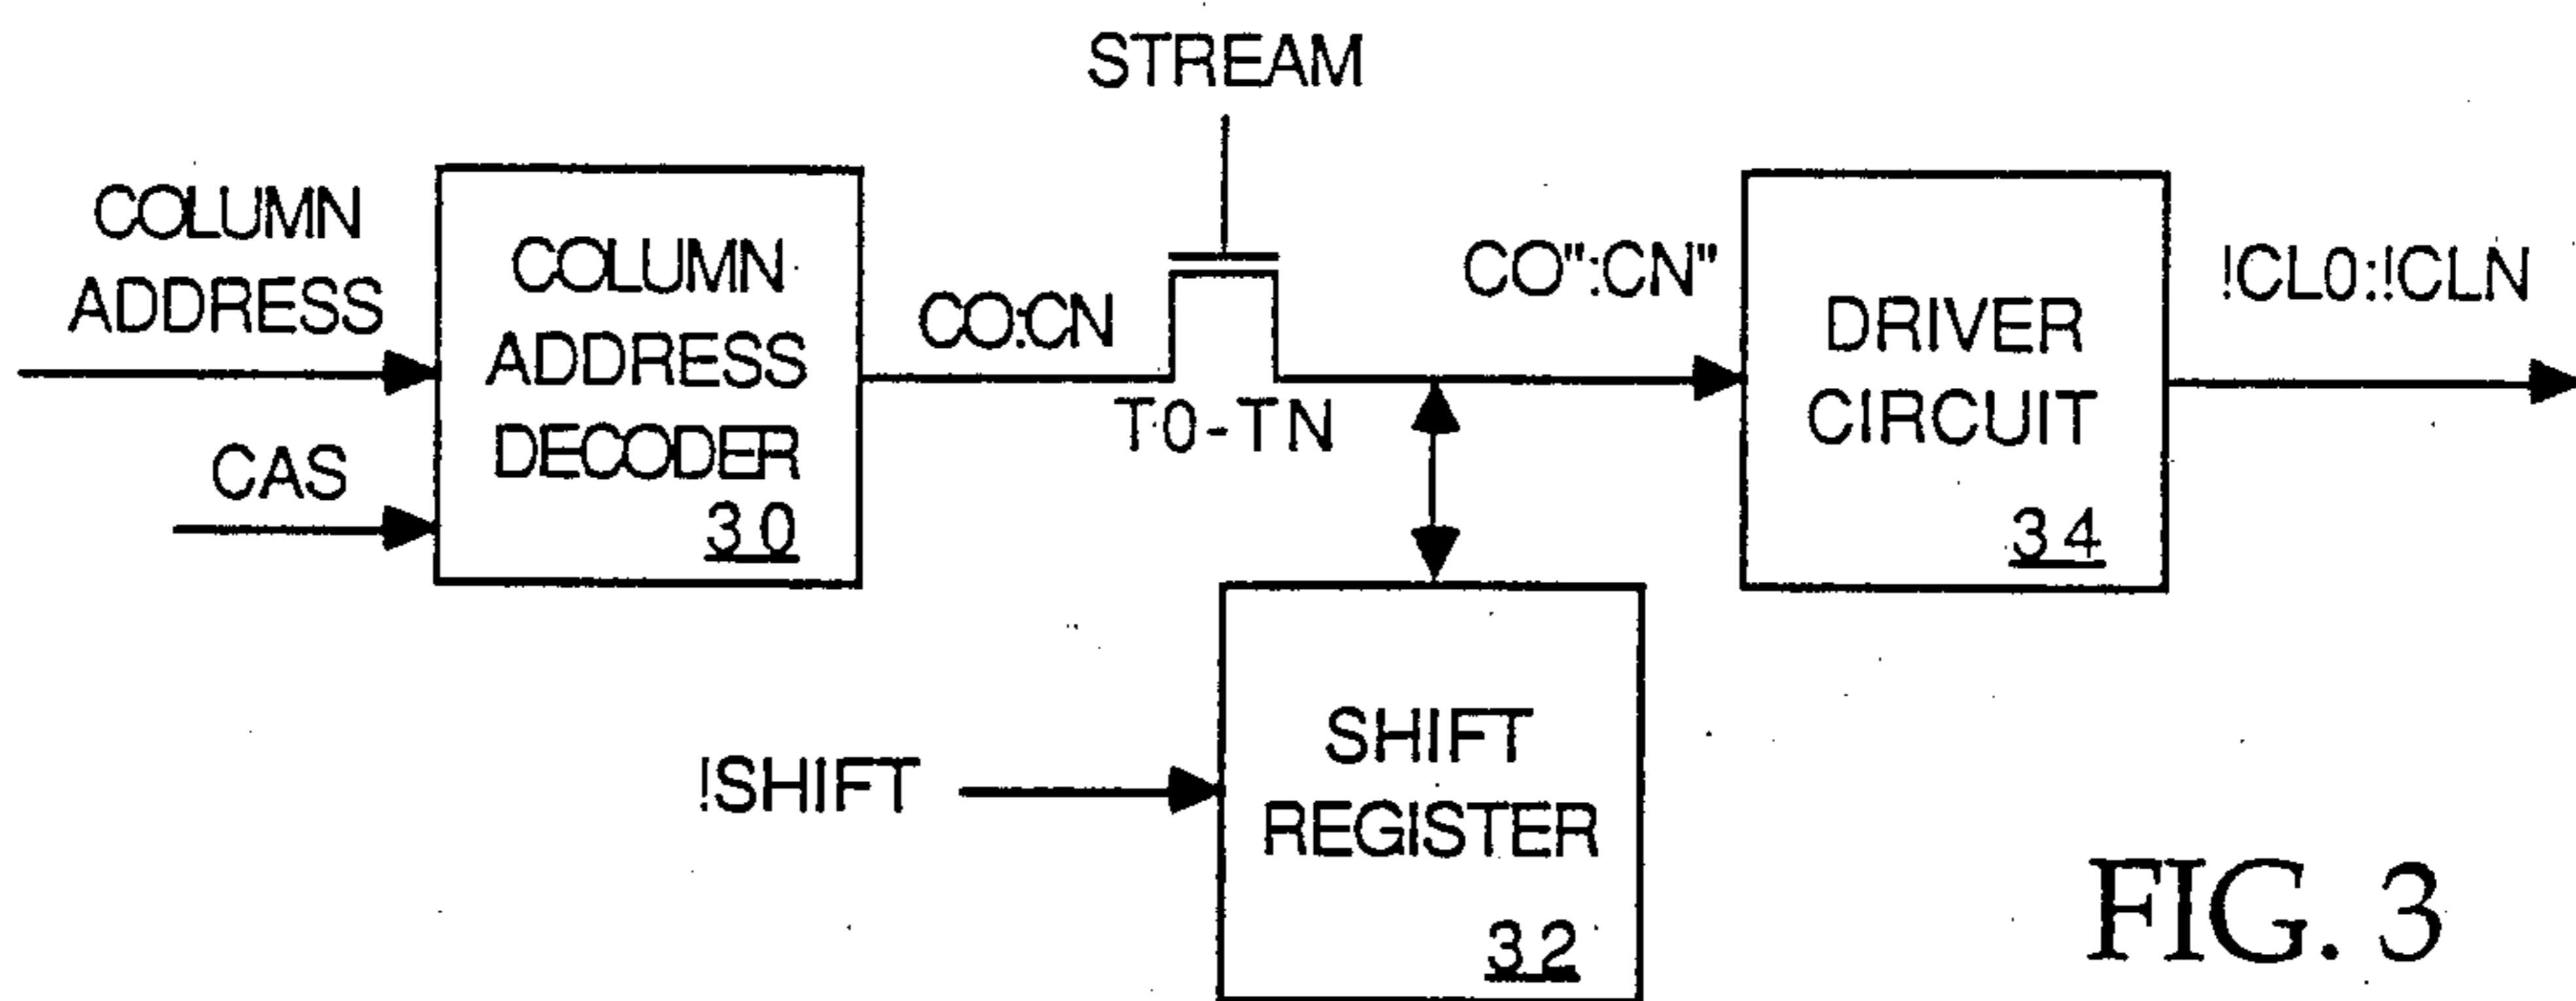 STREAM
COLUMN
ADDRESS
CAS
COLUMN
ADDRESS
DECODER
30
CO:CN
T0-TN
CO":CN"
DRIVER
CIRCUIT
34
!CL0:!CLN
!SHIFT
SHIFT
REGISTER
32
FIG. 3